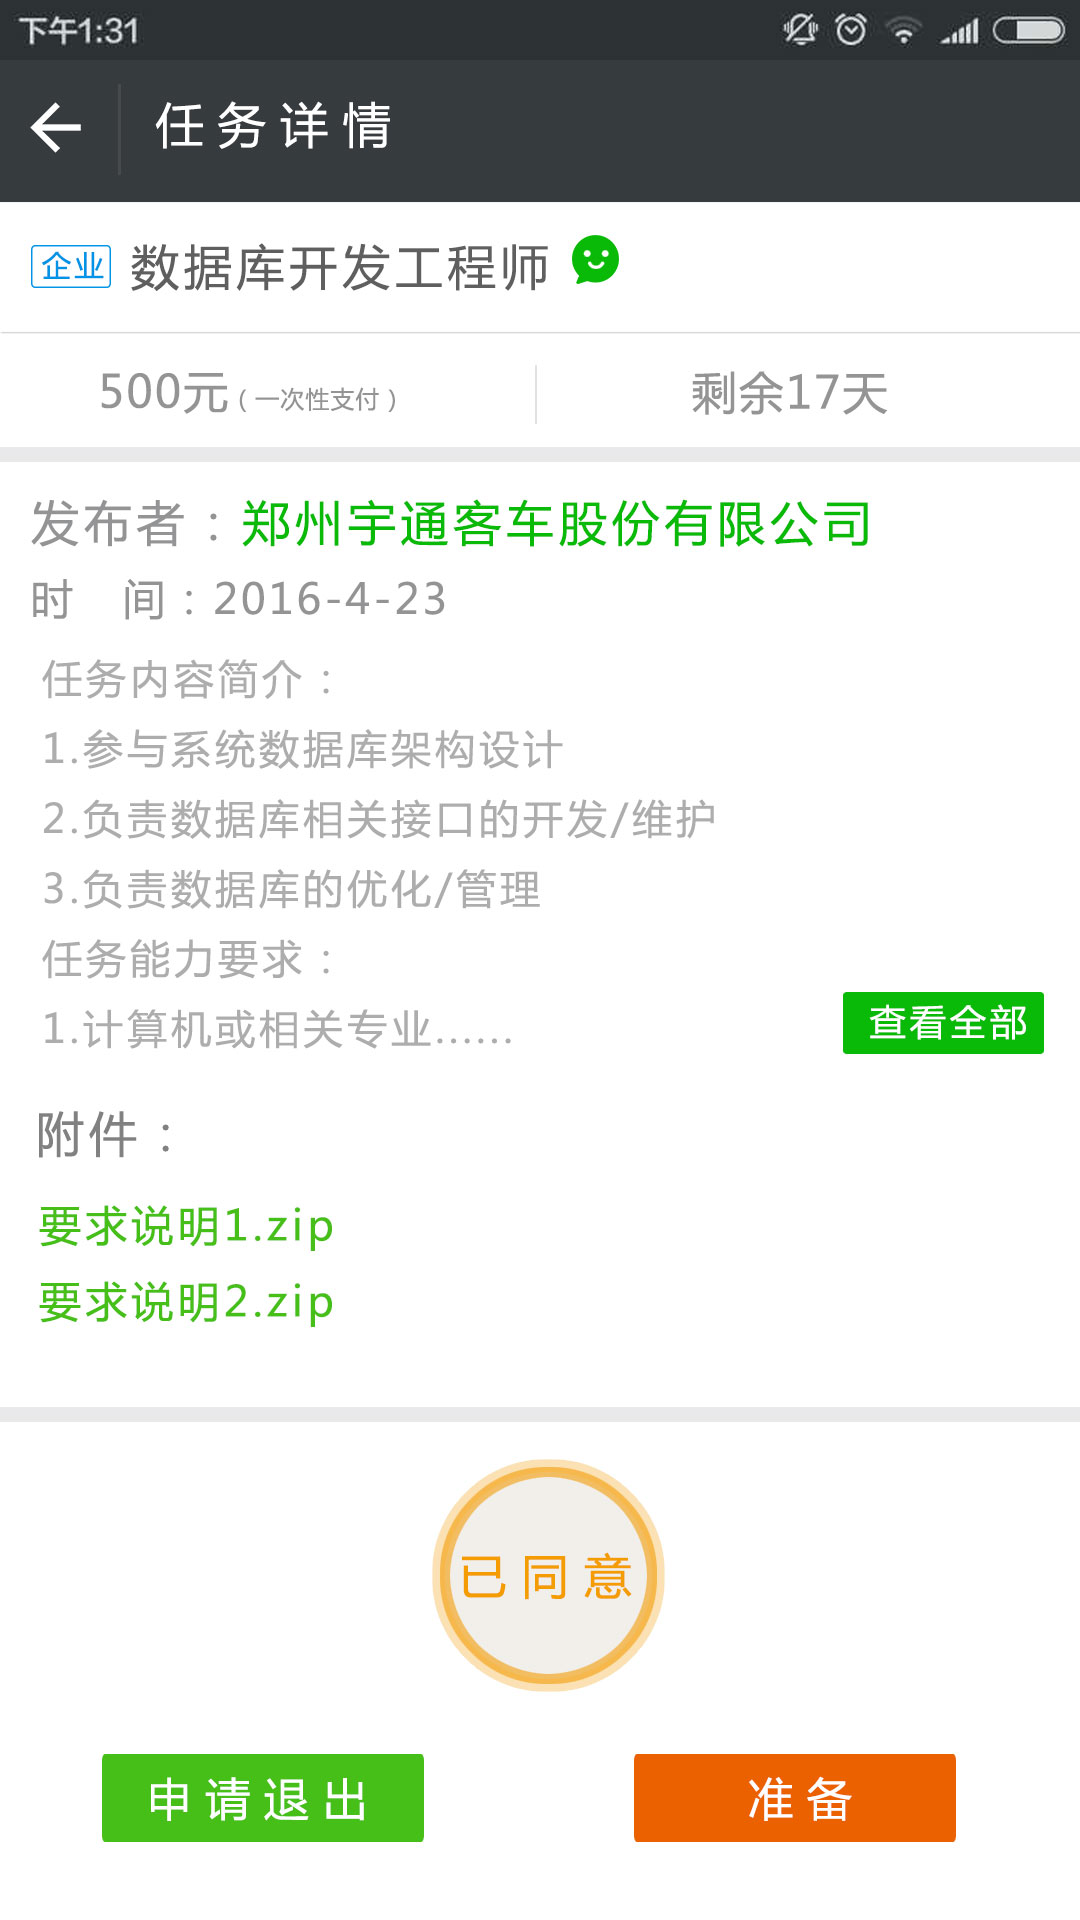 下午1:31
任务详情
企业 数据库开发工程师
500元（一次性支付） 剩余17天
发布者：郑州宇通客车股份有限公司
时 间：2016-4-23
任务内容简介：
1.参与系统数据库架构设计
2.负责数据库相关接口的开发/维护
3.负责数据库的优化/管理
任务能力要求：
1.计算机或相关专业......
查看全部
附件：
要求说明1.zip
要求说明2.zip
已同意
申请退出 准备